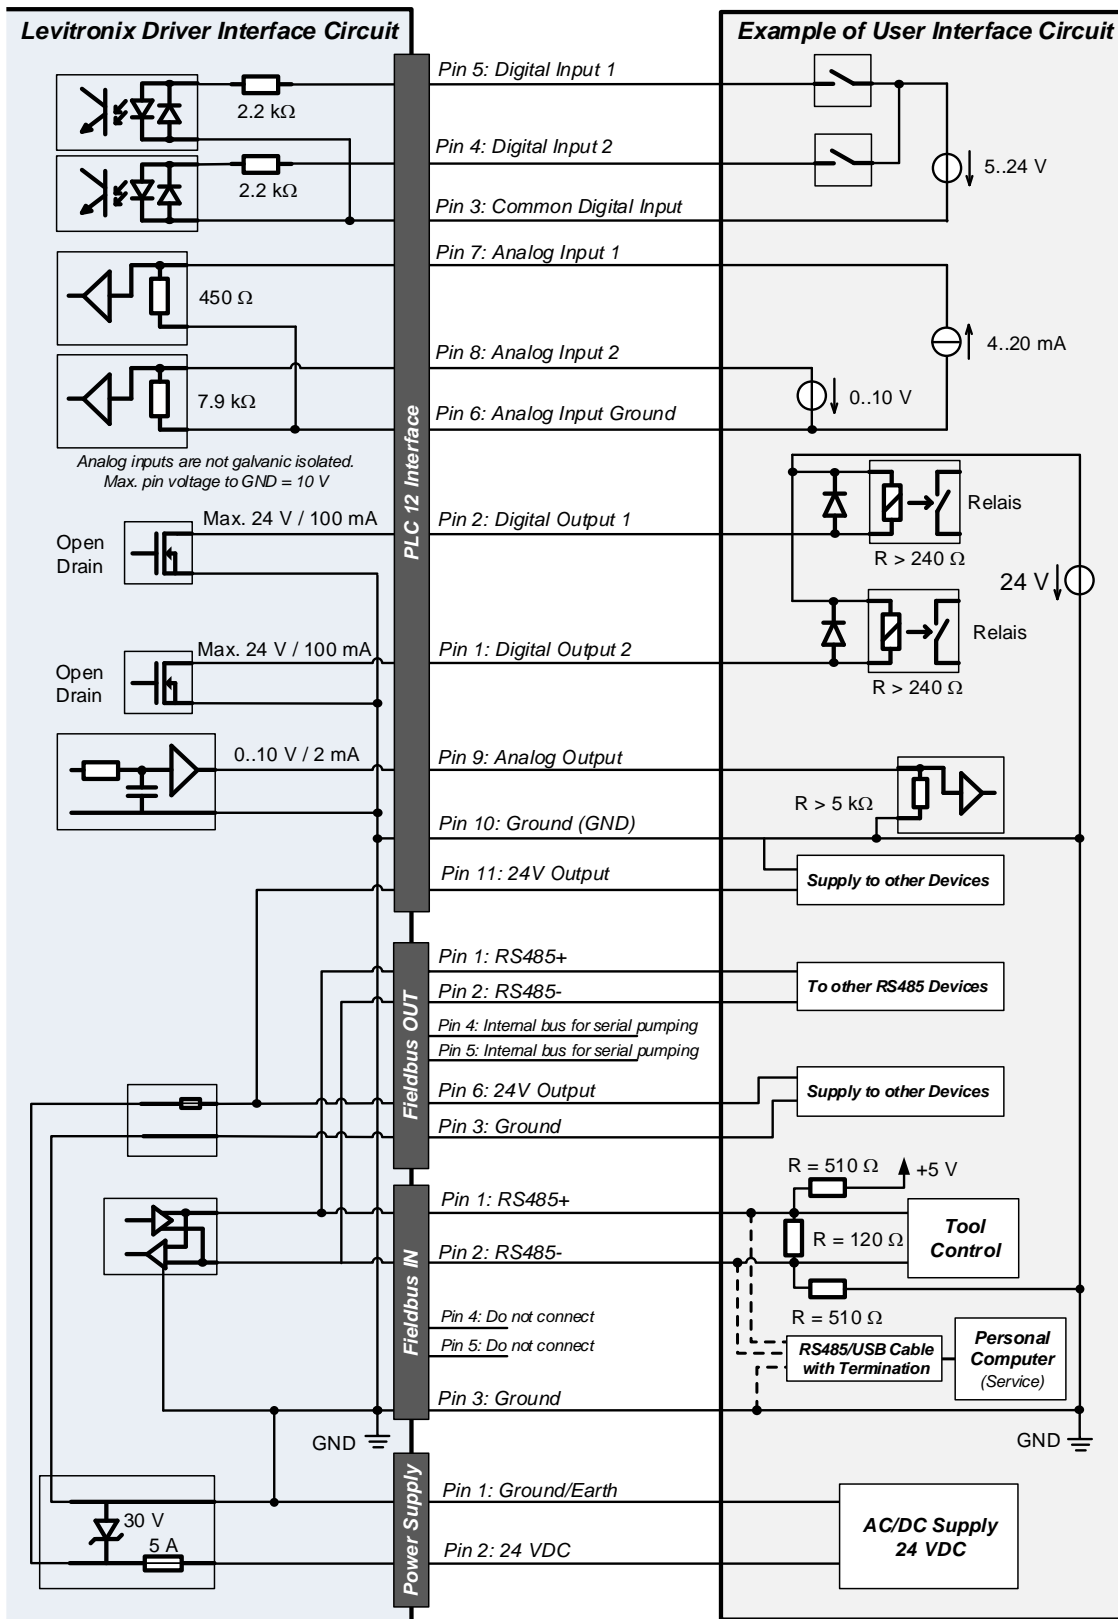 Levitronix Driver Interface Circuit
Example of User Interface Circuit
Pin 5: Digital Input 1
2.2 kΩ
Pin 4: Digital Input 2
2.2 kΩ
5..24 V
Pin 3: Common Digital Input
Pin 7: Analog Input 1
450 Ω
4..20 mA
Pin 8: Analog Input 2
7.9 kΩ
0..10 V
Pin 6: Analog Input Ground
Analog inputs are not galvanic isolated.
Max. pin voltage to GND = 10 V
PLC 12 Interface
Max. 24 V / 100 mA
Pin 2: Digital Output 1
Relais
Open
Drain
R > 240 Ω
24 V
Max. 24 V / 100 mA
Pin 1: Digital Output 2
Relais
Open
Drain
R > 240 Ω
0..10 V / 2 mA
Pin 9: Analog Output
R > 5 kΩ
Pin 10: Ground (GND)
Pin 11: 24V Output
Supply to other Devices
Fieldbus OUT
Pin 1: RS485+
To other RS485 Devices
Pin 2: RS485-
Pin 4: Internal bus for serial pumping
Pin 5: Internal bus for serial pumping
Pin 6: 24V Output
Supply to other Devices
Pin 3: Ground
R = 510 Ω
+5 V
Fieldbus IN
Pin 1: RS485+
Tool
Control
R = 120 Ω
Pin 2: RS485-
R = 510 Ω
Pin 4: Do not connect
Pin 5: Do not connect
RS485/USB Cable
with Termination
Personal
Computer
(Service)
Pin 3: Ground
GND
GND
Power Supply
Pin 1: Ground/Earth
30 V
5 A
Pin 2: 24 VDC
AC/DC Supply
24 VDC